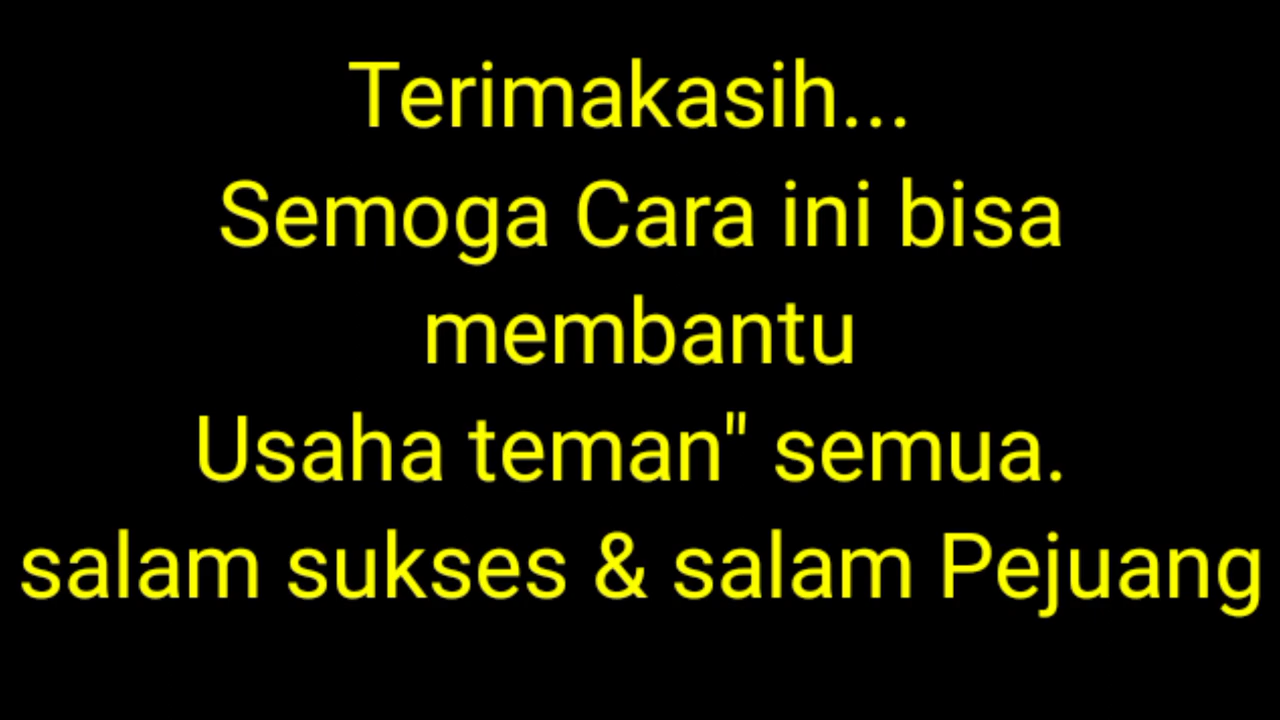 Terimakasih...
Semoga Cara ini bisa
membantu
Usaha teman" semua.
salam sukses & salam Pejuang